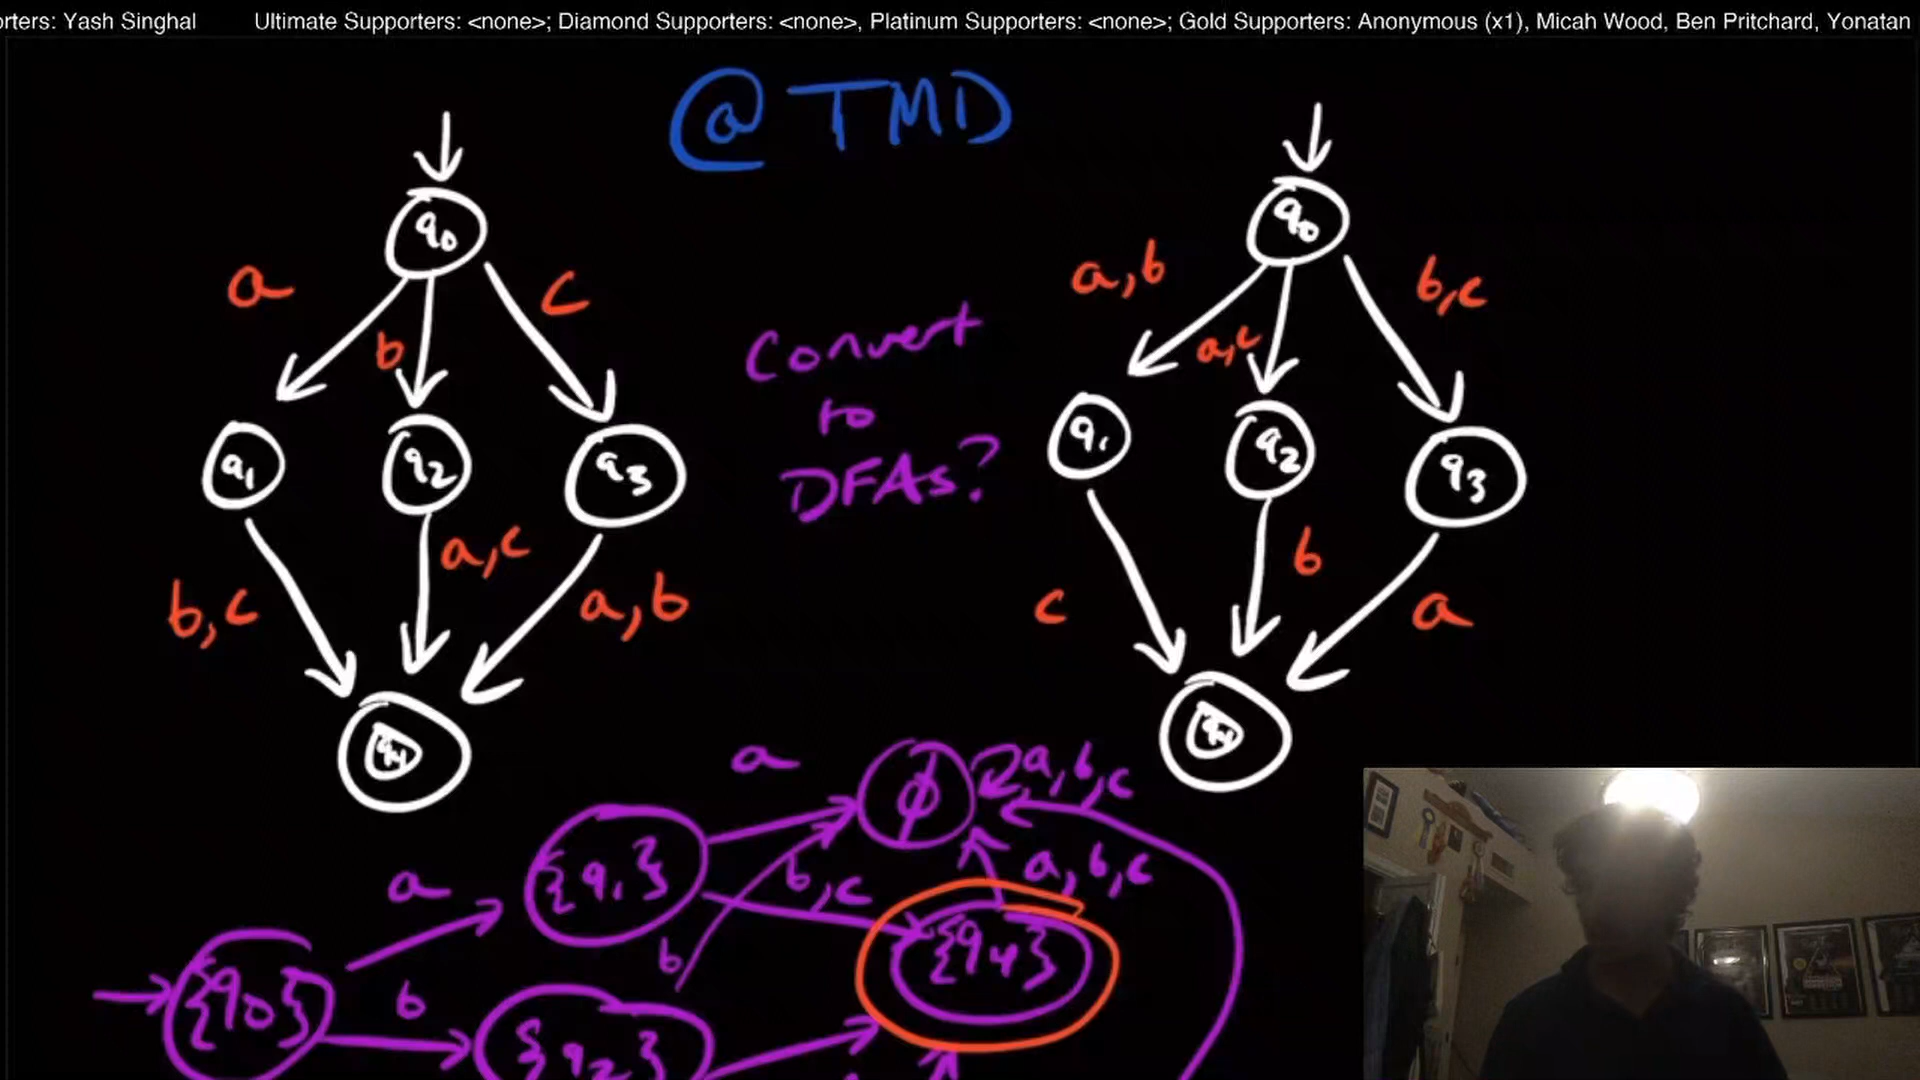 rters: Yash Singhal Ultimate Supporters: <none>; Diamond Supporters: <none>, Platinum Supporters: <none>; Gold Supporters: Anonymous (x1), Micah Wood, Ben Pritchard, Yonatan
@TMD
q0
a
b
c
q1
q2
q3
b,c
a,c
a,b
q4
Convert
to
DFAs?
q0
a,b
a,c
b,c
q1
q2
q3
c
b
a
q4
a
ϕ
a,b,c
{q1}
a
b,c
a,b,c
{q4}
b
{q0}
b
{q2}